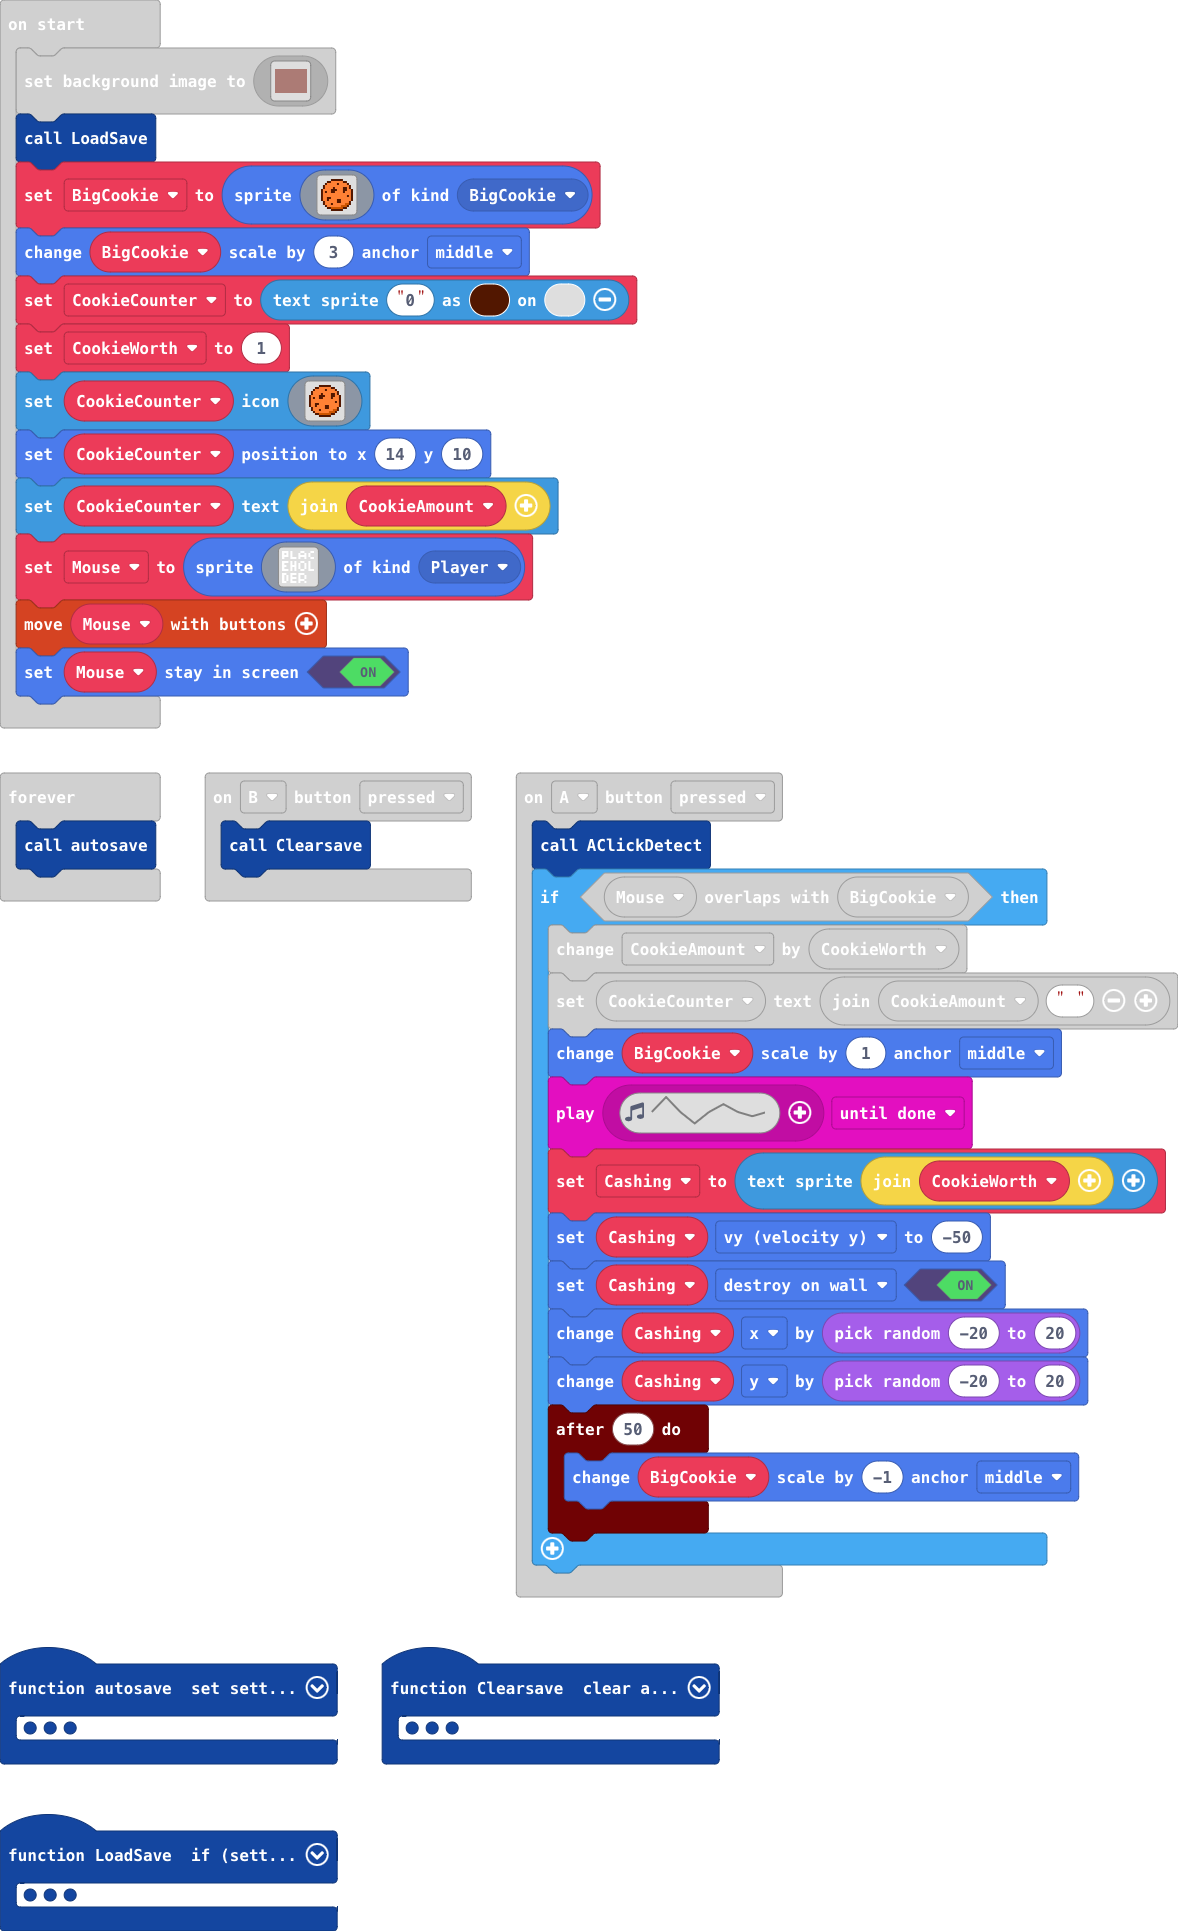 on start
set background image to
call LoadSave
set BigCookie to sprite of kind BigCookie
change BigCookie scale by 3 anchor middle
set CookieCounter to text sprite "0" as on
set CookieWorth to 1
set CookieCounter icon
set CookieCounter position to x 14 y 10
set CookieCounter text join CookieAmount
set Mouse to sprite PLACEHOLDER of kind Player
move Mouse with buttons
set Mouse stay in screen ON
forever
call autosave
on B button pressed
call Clearsave
on A button pressed
call AClickDetect
if Mouse overlaps with BigCookie then
change CookieAmount by CookieWorth
set CookieCounter text join CookieAmount " "
change BigCookie scale by 1 anchor middle
play until done
set Cashing to text sprite join CookieWorth
set Cashing vy (velocity y) to -50
set Cashing destroy on wall ON
change Cashing x by pick random -20 to 20
change Cashing y by pick random -20 to 20
after 50 do
change BigCookie scale by -1 anchor middle
function autosave set sett...
function Clearsave clear a...
function LoadSave if (sett...